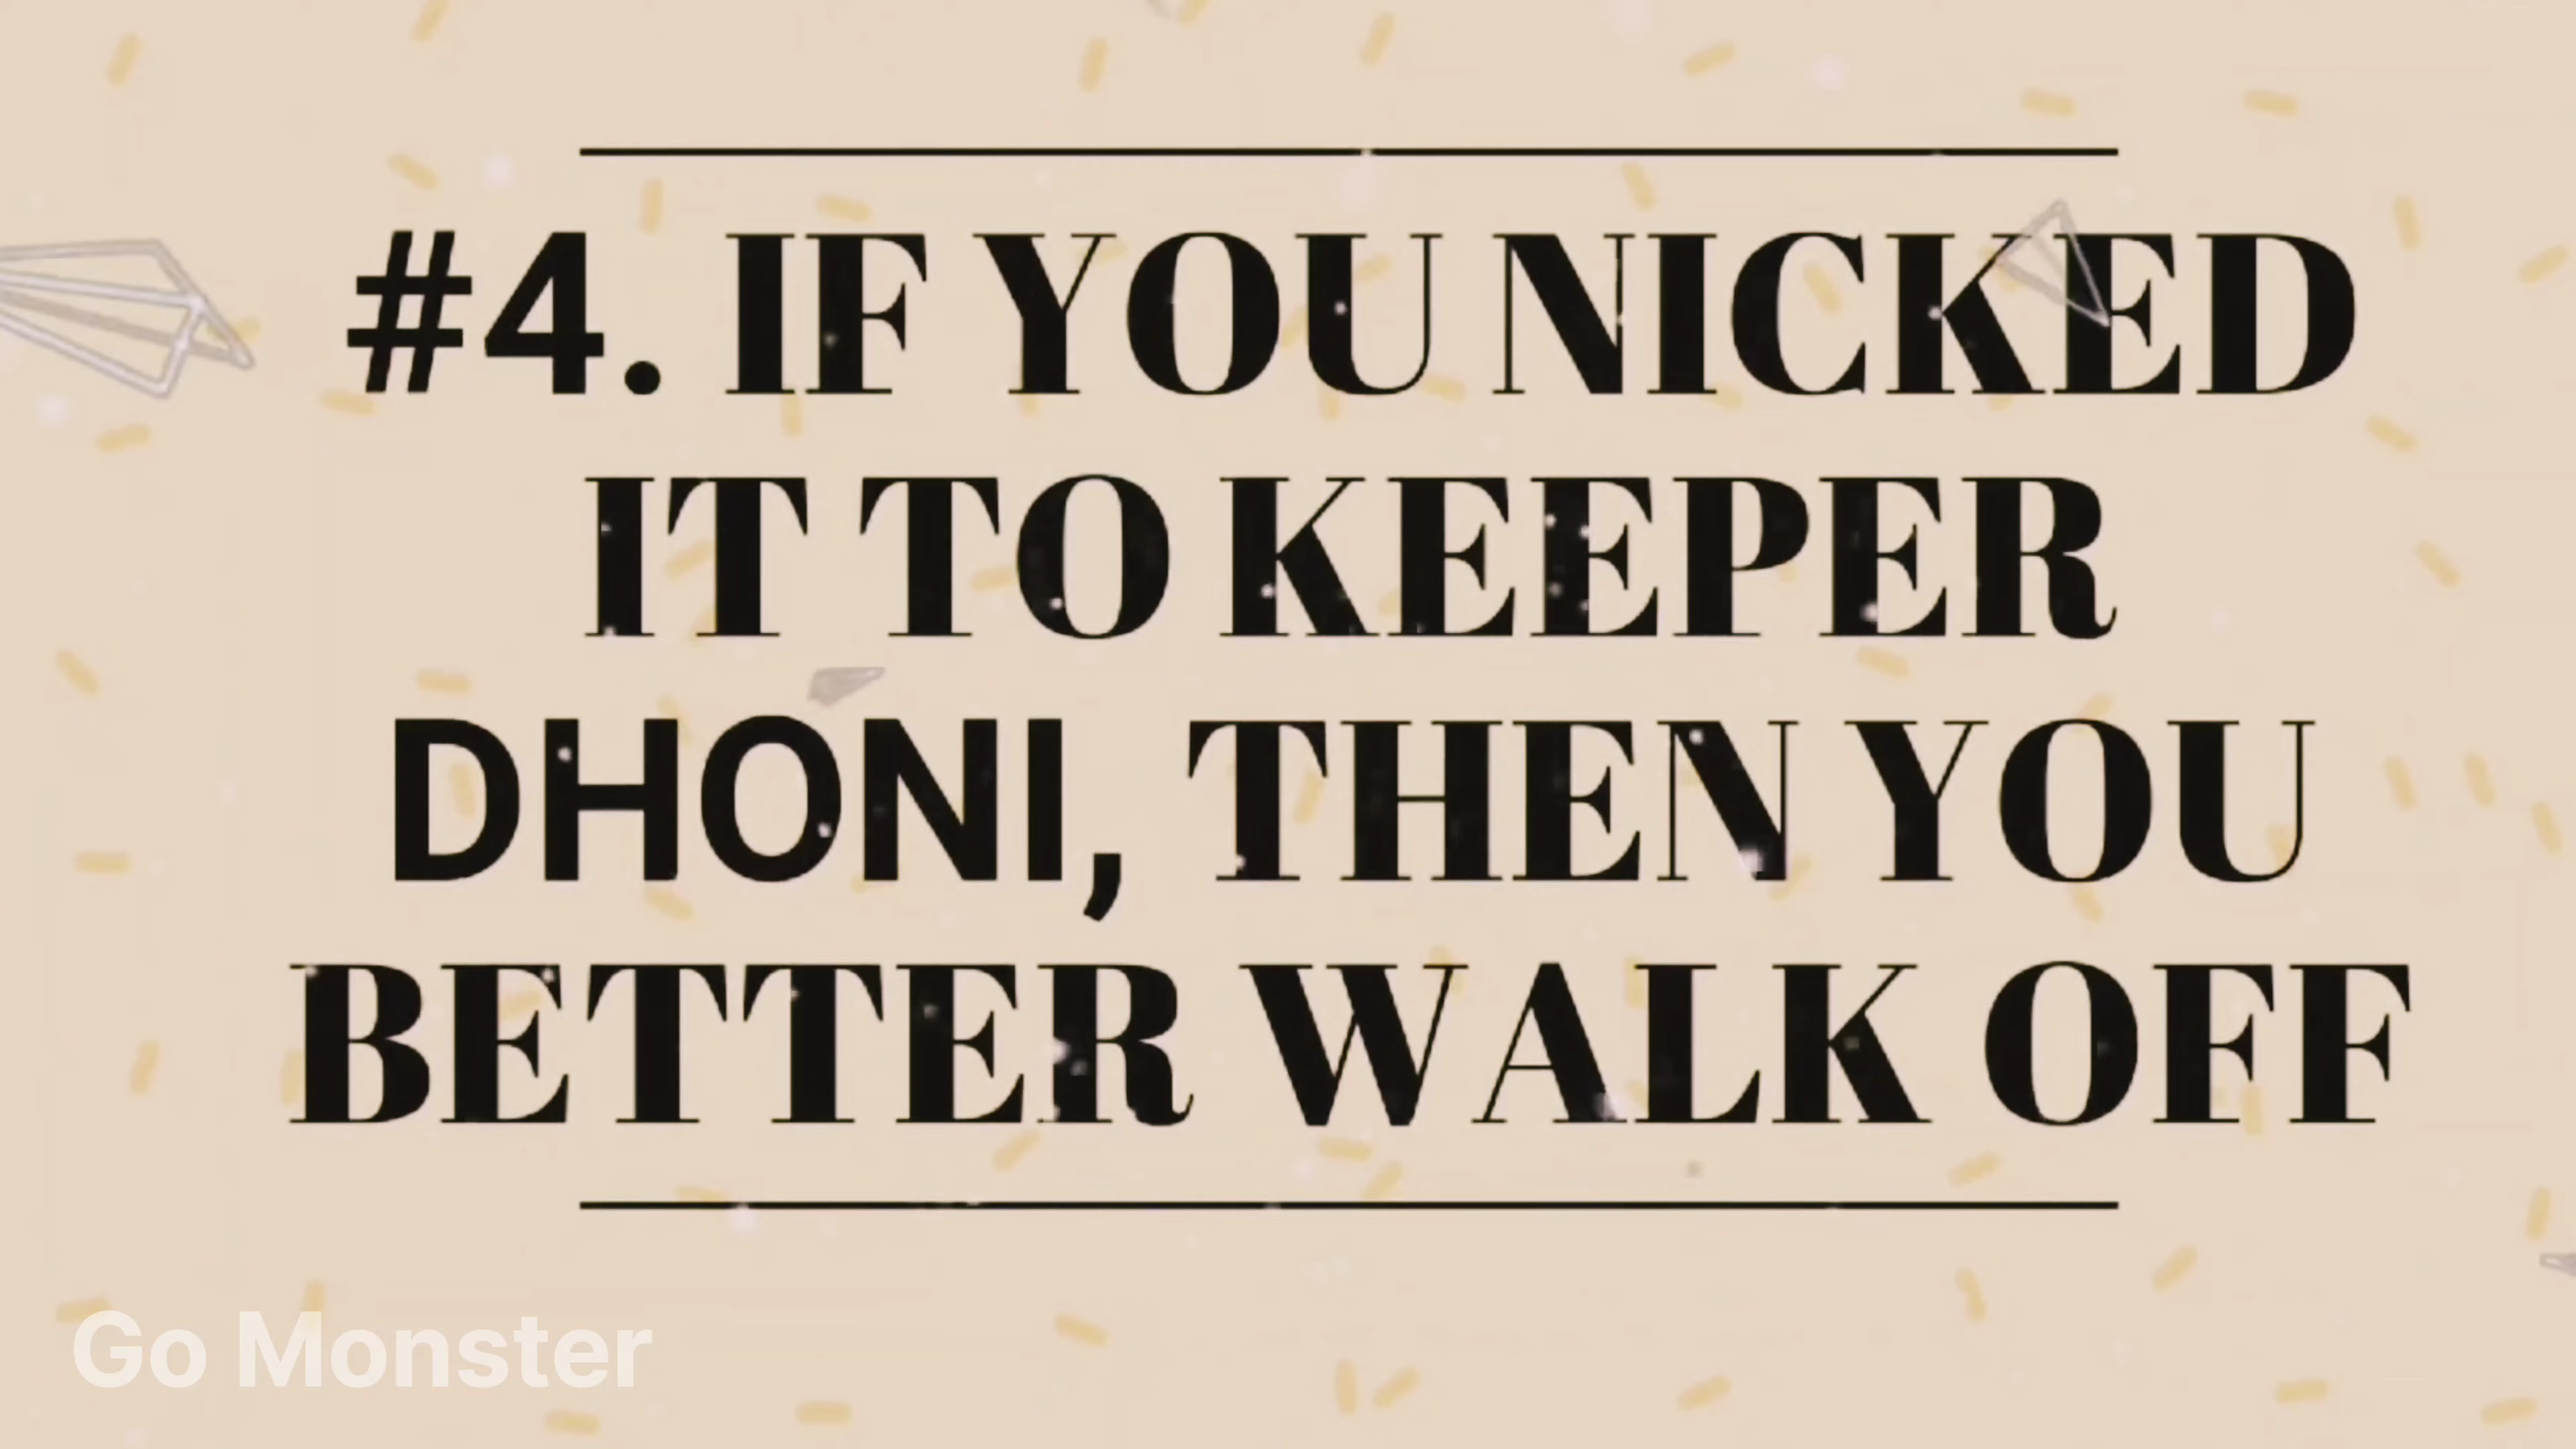 #4. IF YOU NICKED
IT TO KEEPER
DHONI, THEN YOU
BETTER WALK OFF
Go Monster